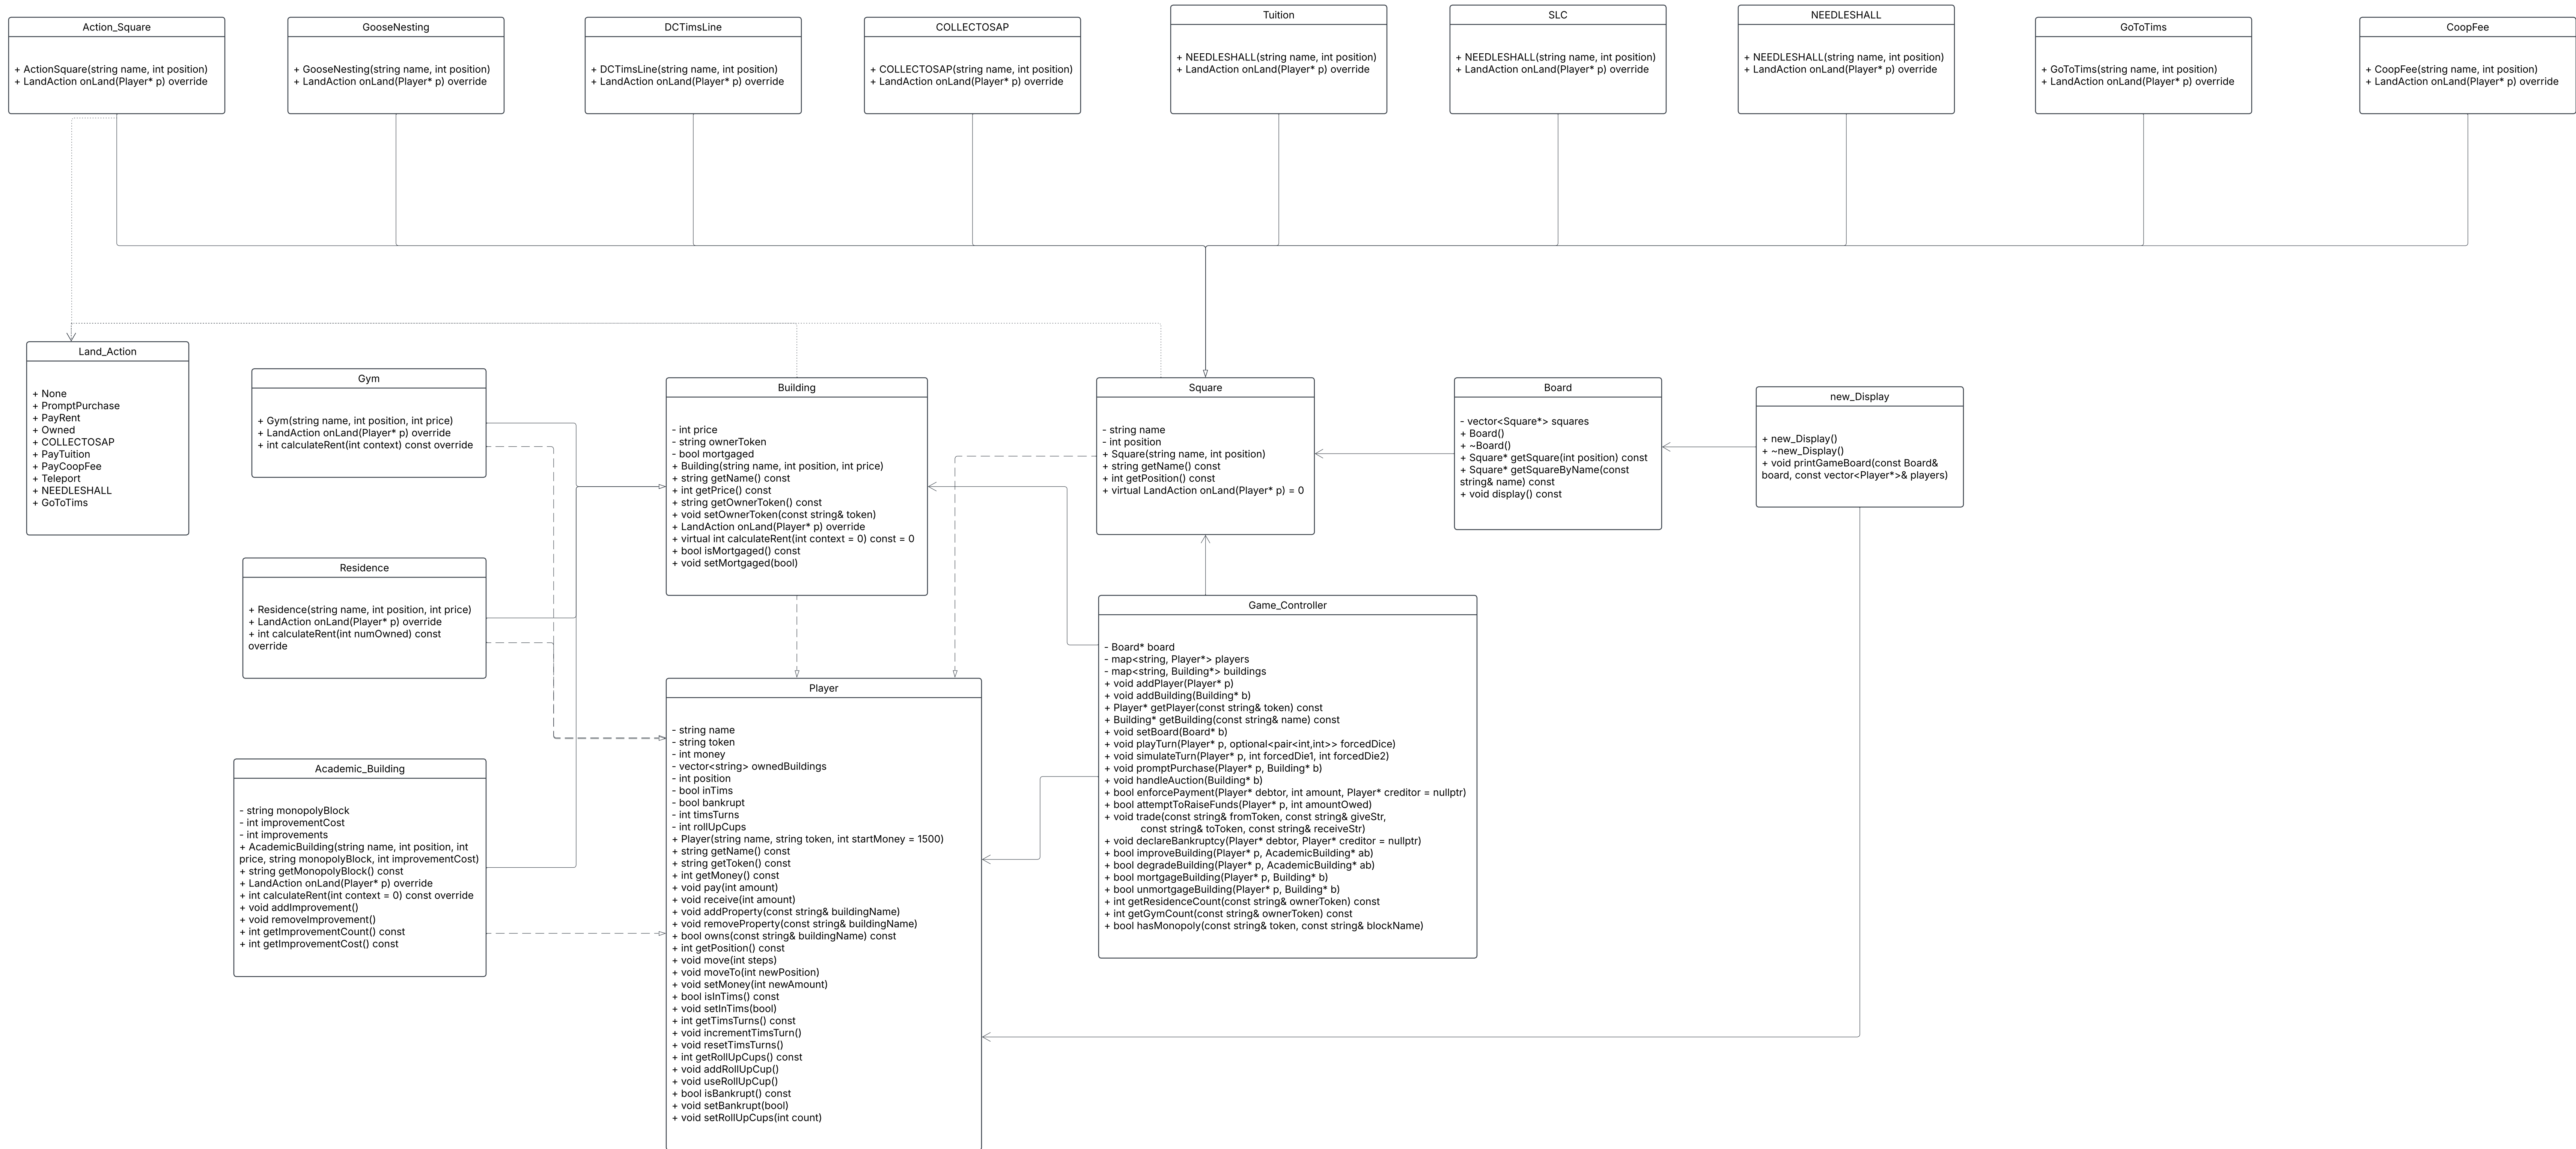 Action_Square
+ ActionSquare(string name, int position)
+ LandAction onLand(Player* p) override
GooseNesting
+ GooseNesting(string name, int position)
+ LandAction onLand(Player* p) override
DCTimsLine
+ DCTimsLine(string name, int position)
+ LandAction onLand(Player* p) override
COLLECTOSAP
+ COLLECTOSAP(string name, int position)
+ LandAction onLand(Player* p) override
Tuition
+ NEEDLESHALL(string name, int position)
+ LandAction onLand(Player* p) override
SLC
+ NEEDLESHALL(string name, int position)
+ LandAction onLand(Player* p) override
NEEDLESHALL
+ NEEDLESHALL(string name, int position)
+ LandAction onLand(Player* p) override
GoToTims
+ GoToTims(string name, int position)
+ LandAction onLand(Player* p) override
CoopFee
+ CoopFee(string name, int position)
+ LandAction onLand(Player* p) override
Land_Action
+ None
+ PromptPurchase
+ PayRent
+ Owned
+ COLLECTOSAP
+ PayTuition
+ PayCoopFee
+ Teleport
+ NEEDLESHALL
+ GoToTims
Gym
+ Gym(string name, int position, int price)
+ LandAction onLand(Player* p) override
+ int calculateRent(int context) const override
Building
- int price
- string ownerToken
- bool mortgaged
+ Building(string name, int position, int price)
+ string getName() const
+ int getPrice() const
+ string getOwnerToken() const
+ void setOwnerToken(const string& token)
+ LandAction onLand(Player* p) override
+ virtual int calculateRent(int context = 0) const = 0
+ bool isMortgaged() const
+ void setMortgaged(bool)
Square
- string name
- int position
+ Square(string name, int position)
+ string getName() const
+ int getPosition() const
+ virtual LandAction onLand(Player* p) = 0
Board
- vector<Square*> squares
+ Board()
+ ~Board()
+ Square* getSquare(int position) const
+ Square* getSquareByName(const
string& name) const
+ void display() const
new_Display
+ new_Display()
+ ~new_Display()
+ void printGameBoard(const Board&
board, const vector<Player*>& players)
Residence
+ Residence(string name, int position, int price)
+ LandAction onLand(Player* p) override
+ int calculateRent(int numOwned) const
override
Academic_Building
- string monopolyBlock
- int improvementCost
- int improvements
+ AcademicBuilding(string name, int position, int
price, string monopolyBlock, int improvementCost)
+ string getMonopolyBlock() const
+ LandAction onLand(Player* p) override
+ int calculateRent(int context = 0) const override
+ void addImprovement()
+ void removeImprovement()
+ int getImprovementCount() const
+ int getImprovementCost() const
Player
- string name
- string token
- int money
- vector<string> ownedBuildings
- int position
- bool inTims
- bool bankrupt
- int timsTurns
- int rollUpCups
+ Player(string name, string token, int startMoney = 1500)
+ string getName() const
+ string getToken() const
+ int getMoney() const
+ void pay(int amount)
+ void receive(int amount)
+ void addProperty(const string& buildingName)
+ void removeProperty(const string& buildingName)
+ bool owns(const string& buildingName) const
+ int getPosition() const
+ void move(int steps)
+ void moveTo(int newPosition)
+ void setMoney(int newAmount)
+ bool isInTims() const
+ void setInTims(bool)
+ int getTimsTurns() const
+ void incrementTimsTurn()
+ void resetTimsTurns()
+ int getRollUpCups() const
+ void addRollUpCup()
+ void useRollUpCup()
+ bool isBankrupt() const
+ void setBankrupt(bool)
+ void setRollUpCups(int count)
Game_Controller
- Board* board
- map<string, Player*> players
- map<string, Building*> buildings
+ void addPlayer(Player* p)
+ void addBuilding(Building* b)
+ Player* getPlayer(const string& token) const
+ Building* getBuilding(const string& name) const
+ void setBoard(Board* b)
+ void playTurn(Player* p, optional<pair<int,int>> forcedDice)
+ void simulateTurn(Player* p, int forcedDie1, int forcedDie2)
+ void promptPurchase(Player* p, Building* b)
+ void handleAuction(Building* b)
+ bool enforcePayment(Player* debtor, int amount, Player* creditor = nullptr)
+ bool attemptToRaiseFunds(Player* p, int amountOwed)
+ void trade(const string& fromToken, const string& giveStr,
const string& toToken, const string& receiveStr)
+ void declareBankruptcy(Player* debtor, Player* creditor = nullptr)
+ bool improveBuilding(Player* p, AcademicBuilding* ab)
+ bool degradeBuilding(Player* p, AcademicBuilding* ab)
+ bool mortgageBuilding(Player* p, Building* b)
+ bool unmortgageBuilding(Player* p, Building* b)
+ int getResidenceCount(const string& ownerToken) const
+ int getGymCount(const string& ownerToken) const
+ bool hasMonopoly(const string& token, const string& blockName)